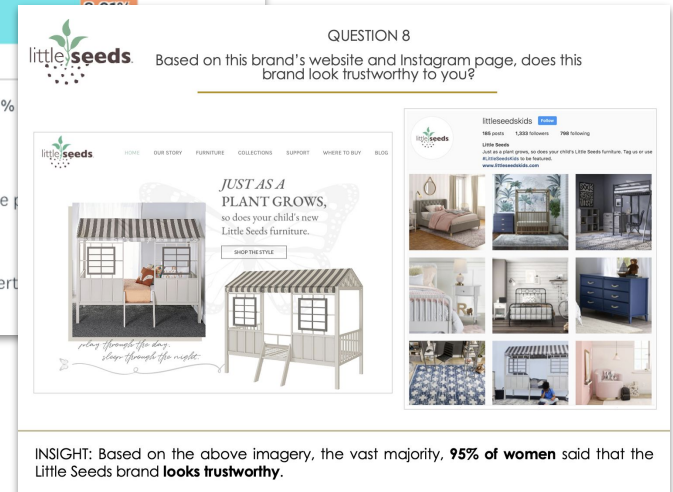 %
e p
ert
little seeds.
QUESTION 8
Based on this brand's website and Instagram page, does this
brand look trustworthy to you?
little seeds
HOME OUR STORY FURNITURE COLLECTIONS SUPPORT WHERE TO BUY BLOG
JUST AS A
PLANT GROWS,
so does your child's new
Little Seeds furniture.
SHOP THE STYLE
play through the day.
sleep through the night.
littleseeds
littleseedskids Follow
185 posts 1,333 followers 798 following
Little Seeds
Just as a plant grows, so does your child's Little Seeds furniture. Tag us or use
#LittleSeedsKids to be featured.
www.littleseedskids.com
INSIGHT: Based on the above imagery, the vast majority, 95% of women said that the
Little Seeds brand looks trustworthy.